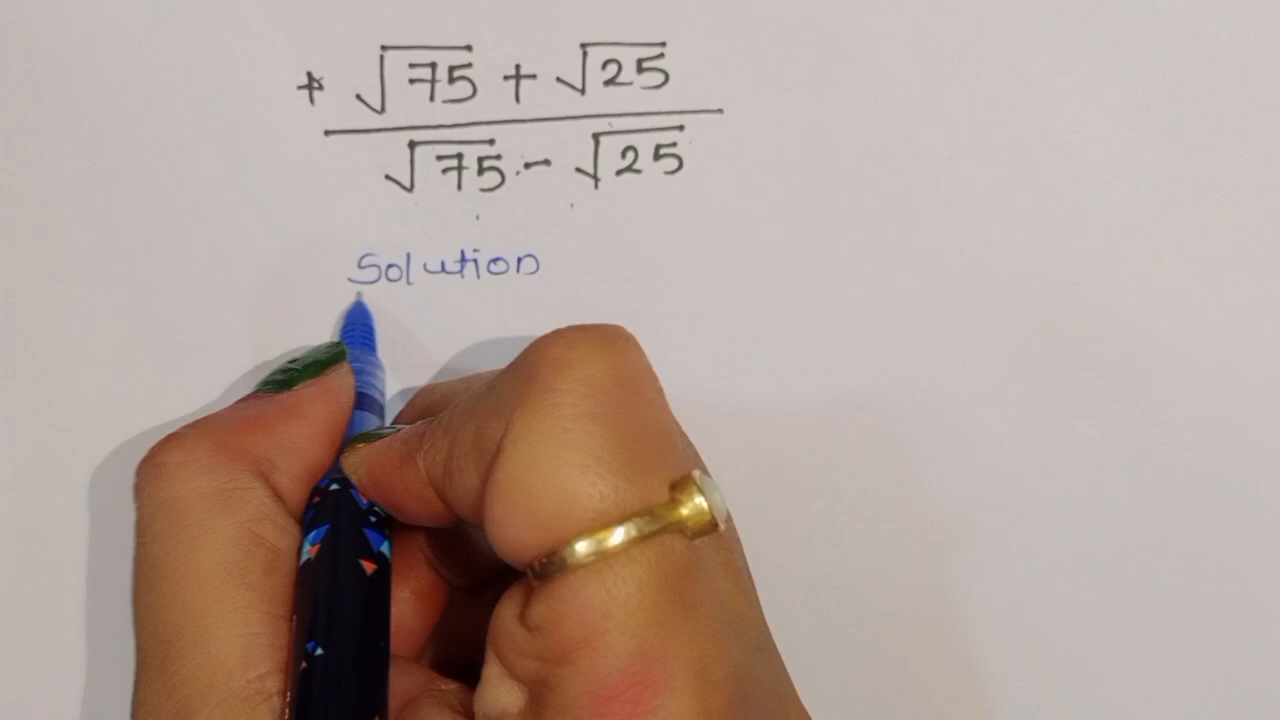 * √75 + √25
√75 - √25
Solution